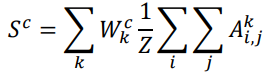 S^c = \sum_k W_k^c \frac{1}{Z} \sum_i \sum_j A_{i,j}^k